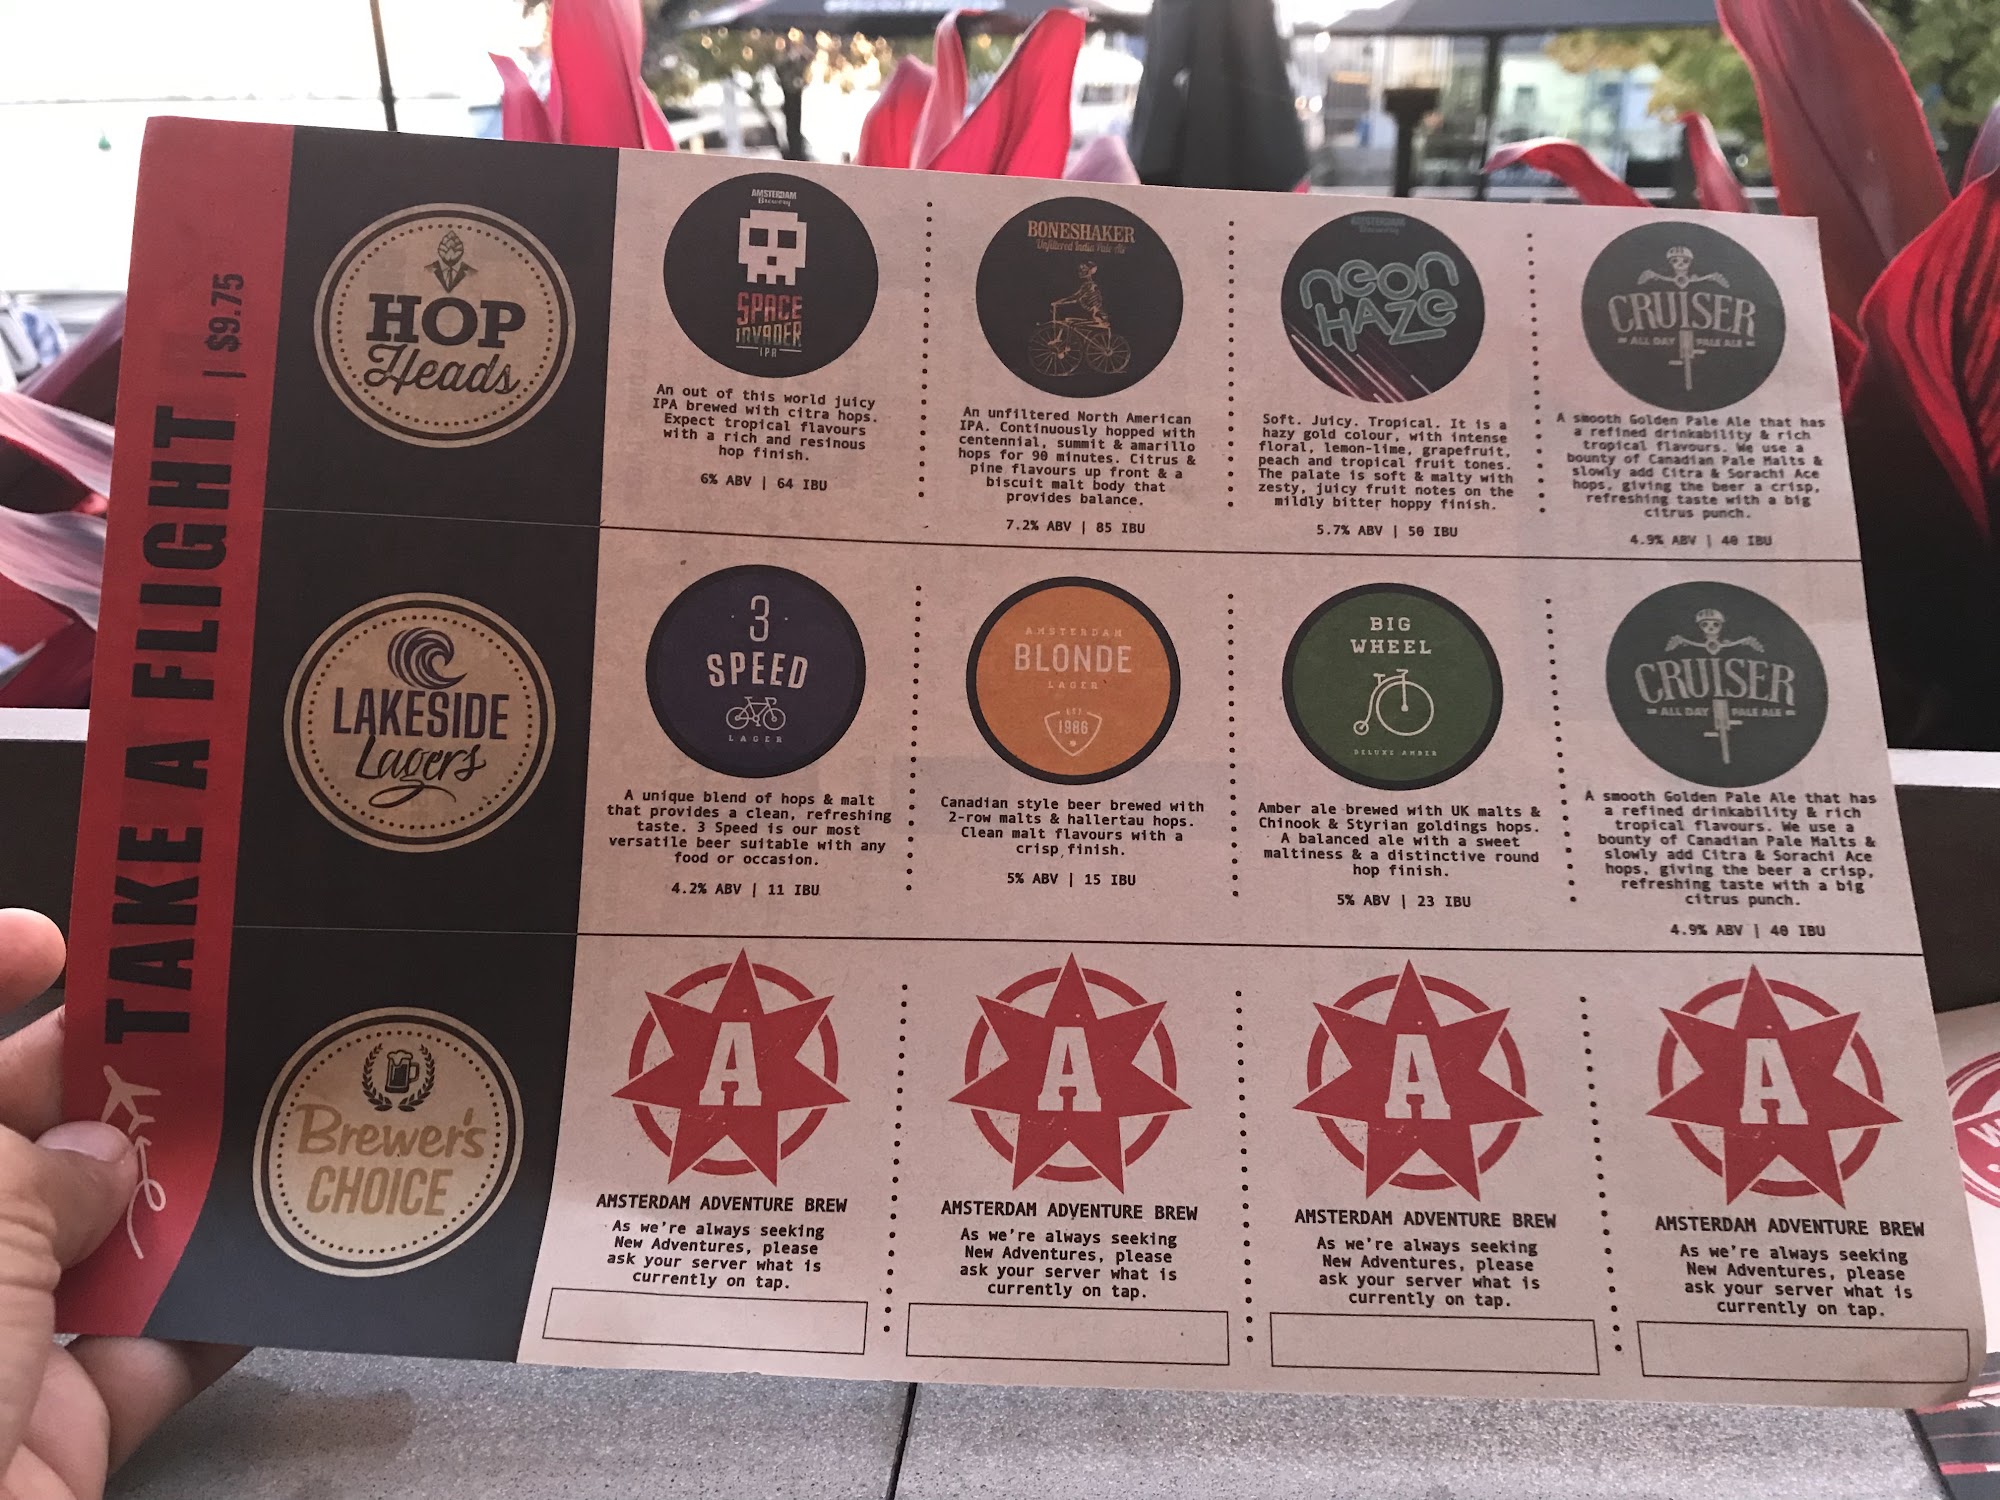 TAKE A FLIGHT | $9.75
HOP
Heads
AMSTERDAM
Brewery
SPACE
INVADER
IPA
An out of this world juicy
IPA brewed with citra hops.
Expect tropical flavours
with a rich and resinous
hop finish.
6% ABV | 64 IBU
BONESHAKER
Unfiltered India Pale Ale
An unfiltered North American
IPA. Continuously hopped with
centennial, summit & amarillo
hops for 90 minutes. Citrus &
pine flavours up front & a
biscuit malt body that
provides balance.
7.2% ABV | 85 IBU
AMSTERDAM
Brewery
neon
HAZe
Soft. Juicy. Tropical. It is a
hazy gold colour, with intense
floral, lemon-lime, grapefruit,
peach and tropical fruit tones.
The palate is soft & malty with
zesty, juicy fruit notes on the
mildly bitter hoppy finish.
5.7% ABV | 50 IBU
CRUISER
ALL DAY PALE ALE
A smooth Golden Pale Ale that has
a refined drinkability & rich
tropical flavours. We use a
bounty of Canadian Pale Malts &
slowly add Citra & Sorachi Ace
hops, giving the beer a crisp,
refreshing taste with a big
citrus punch.
4.9% ABV | 40 IBU
LAKESIDE
Lagers
3
SPEED
LAGER
A unique blend of hops & malt
that provides a clean, refreshing
taste. 3 Speed is our most
versatile beer suitable with any
food or occasion.
4.2% ABV | 11 IBU
AMSTERDAM
BLONDE
LAGER
EST
1986
Canadian style beer brewed with
2-row malts & hallertau hops.
Clean malt flavours with a
crisp finish.
5% ABV | 15 IBU
BIG
WHEEL
DELUXE AMBER
Amber ale brewed with UK malts &
Chinook & Styrian goldings hops.
A balanced ale with a sweet
maltiness & a distinctive round
hop finish.
5% ABV | 23 IBU
CRUISER
ALL DAY PALE ALE
A smooth Golden Pale Ale that has
a refined drinkability & rich
tropical flavours. We use a
bounty of Canadian Pale Malts &
slowly add Citra & Sorachi Ace
hops, giving the beer a crisp,
refreshing taste with a big
citrus punch.
4.9% ABV | 40 IBU
Brewer's
CHOICE
A
AMSTERDAM ADVENTURE BREW
As we're always seeking
New Adventures, please
ask your server what is
currently on tap.
A
AMSTERDAM ADVENTURE BREW
As we're always seeking
New Adventures, please
ask your server what is
currently on tap.
A
AMSTERDAM ADVENTURE BREW
As we're always seeking
New Adventures, please
ask your server what is
currently on tap.
A
AMSTERDAM ADVENTURE BREW
As we're always seeking
New Adventures, please
ask your server what is
currently on tap.